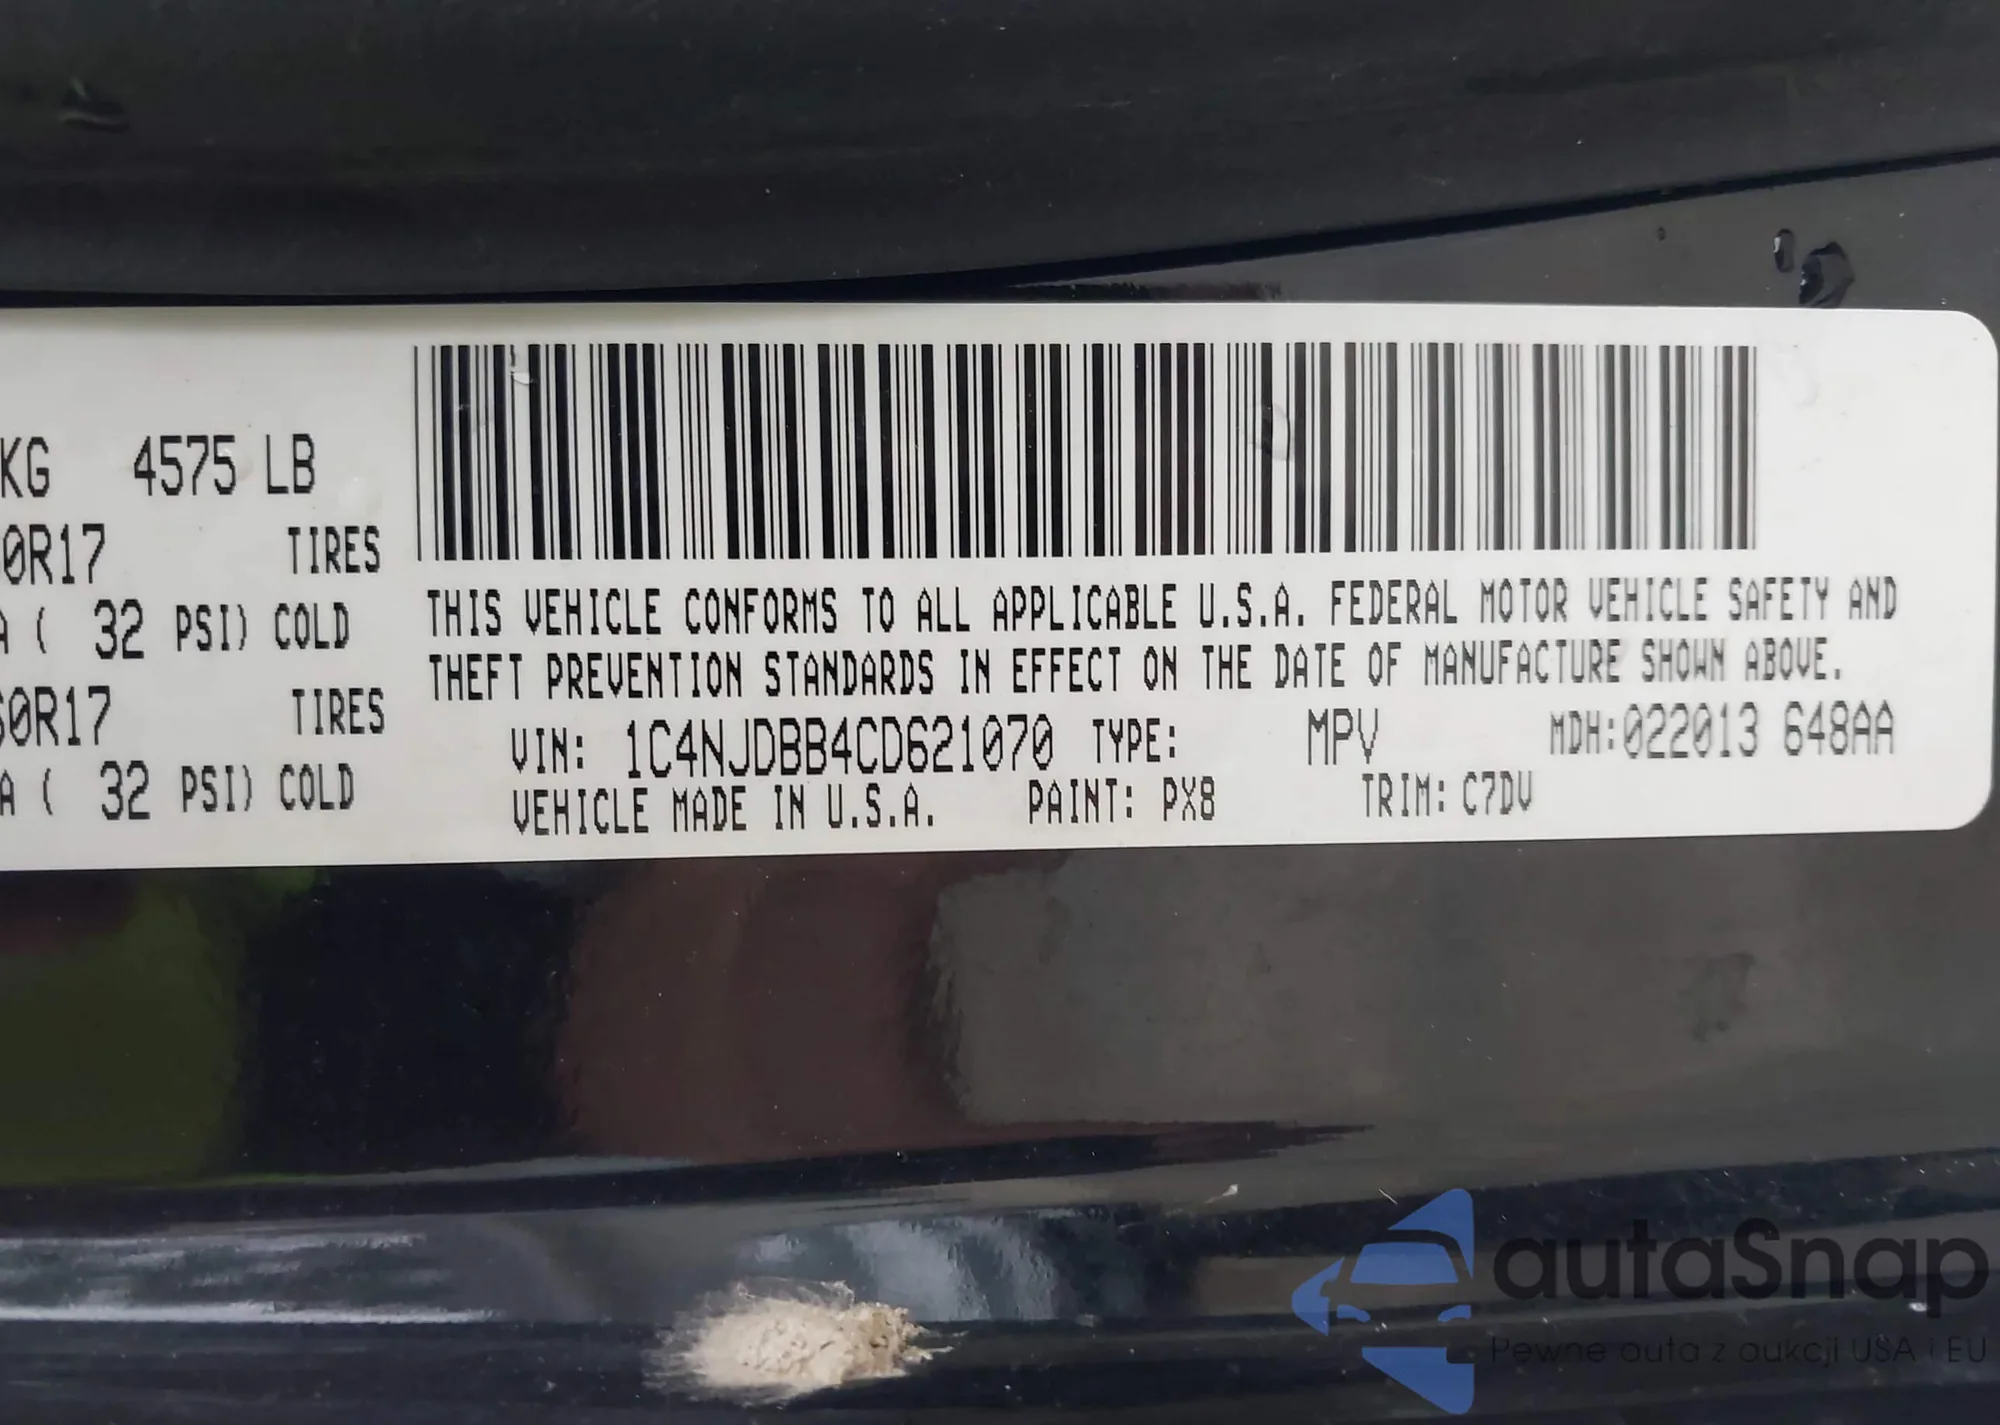 KG 4575 LB
0R17 TIRES
A ( 32 PSI) COLD
60R17 TIRES
A ( 32 PSI) COLD
THIS VEHICLE CONFORMS TO ALL APPLICABLE U.S.A. FEDERAL MOTOR VEHICLE SAFETY AND
THEFT PREVENTION STANDARDS IN EFFECT ON THE DATE OF MANUFACTURE SHOWN ABOVE.
VIN: 1C4NJDBB4CD621070 TYPE: MPV MDH:022013 648AA
VEHICLE MADE IN U.S.A. PAINT: PX8 TRIM: C7DV
autaSnap
Pewne auta z aukcji USA i EU